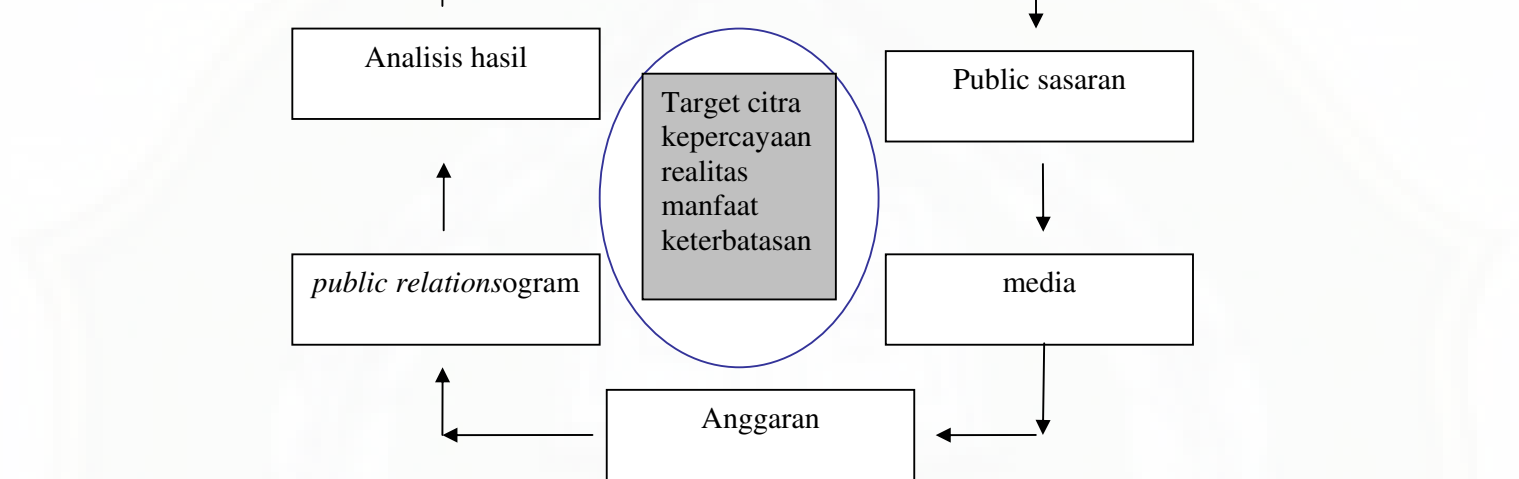 Analisis hasil
Public sasaran
Target citra
kepercayaan
realitas
manfaat
keterbatasan
public relationsogram
media
Anggaran